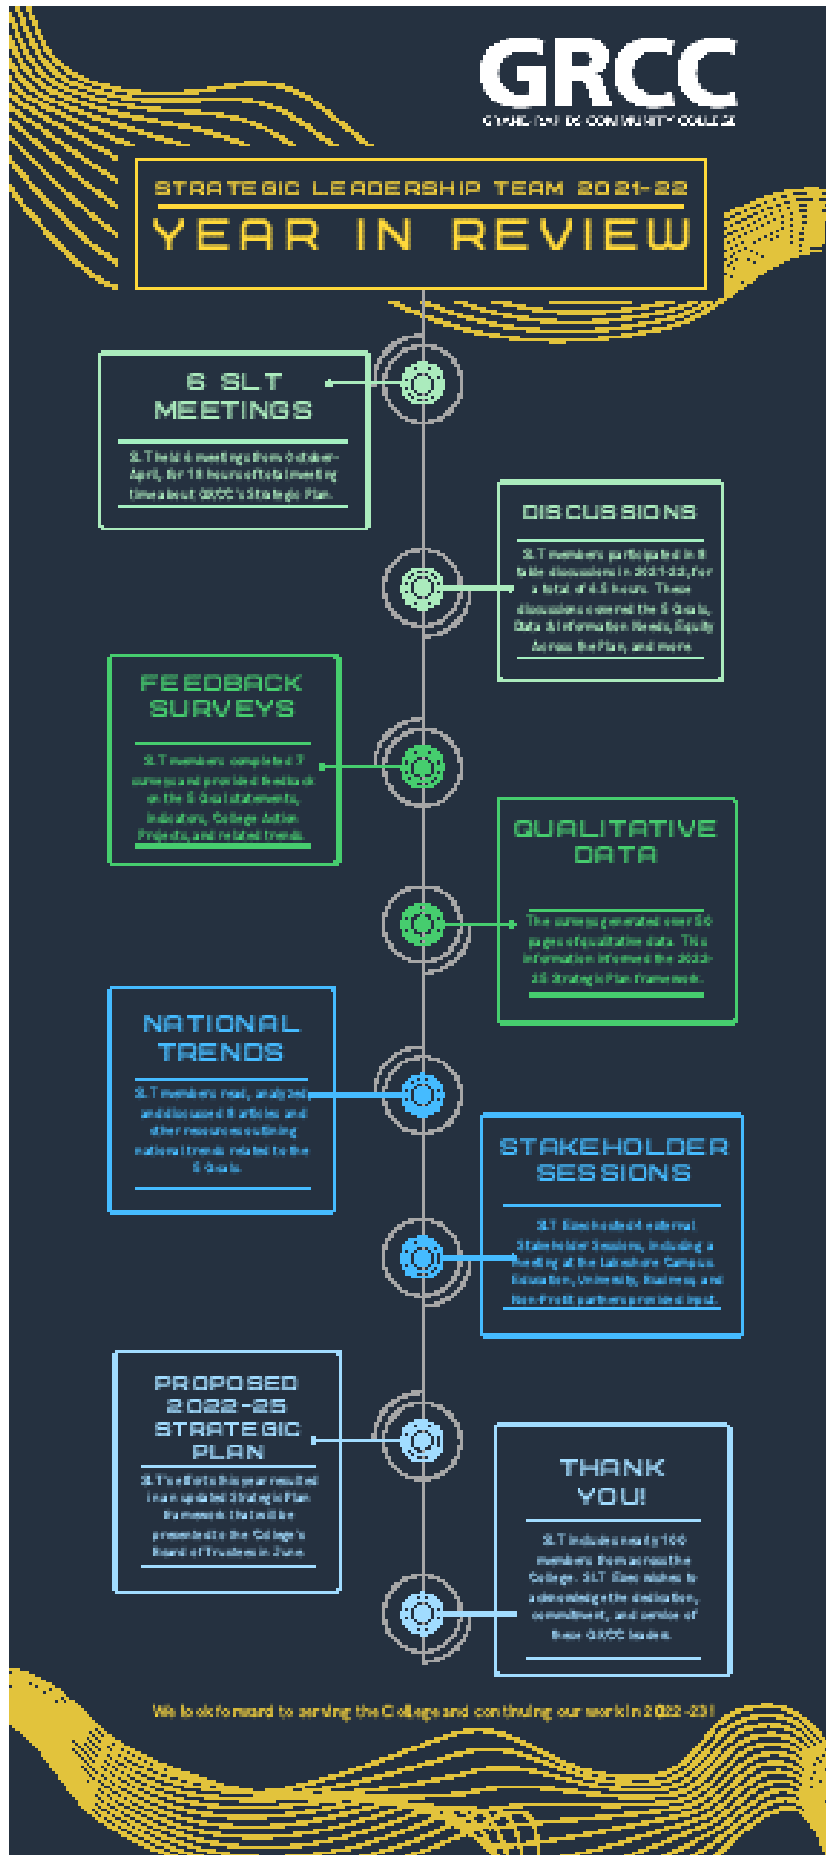 GRCC
GRAND RAPIDS COMMUNITY COLLEGE
STRATEGIC LEADERSHIP TEAM 2021-22
YEAR IN REVIEW
6 SLT
MEETINGS
SLT held 6 meetings from October-
April, for 18 hours of total meeting
time about GRCC's Strategic Plan.
DISCUSSIONS
SLT members participated in
table discussions in 2021-22, for
a total of 6.5 hours. These
discussions covered the 5 Goals,
Data & Information Needs, Equity
Across the Plan, and more.
FEEDBACK
SURVEYS
SLT members completed 7
surveys and provided feedback
on the 5 Goal statements,
Indicators, College Action
Projects, and related trends.
QUALITATIVE
DATA
The surveys generated over 50
pages of qualitative data. This
information informed the 2022-
25 Strategic Plan framework.
NATIONAL
TRENDS
SLT members read, analyzed,
and discussed articles and
other resources outlining
national trends related to the
5 Goals.
STAKEHOLDER
SESSIONS
SLT Exec hosted 4 external
Stakeholder Sessions, including a
meeting at the Lakeshore Campus.
Education, University, Business, and
Non-Profit partners provided input.
PROPOSED
2022-25
STRATEGIC
PLAN
SLT's efforts this year resulted
in an updated Strategic Plan
framework that will be
presented to the College's
Board of Trustees in June.
THANK
YOU!
SLT includes nearly 100
members from across the
College. SLT Exec wishes to
acknowledge the dedication,
commitment, and service of
these GRCC leaders.
We look forward to serving the College and continuing our work in 2022-23!